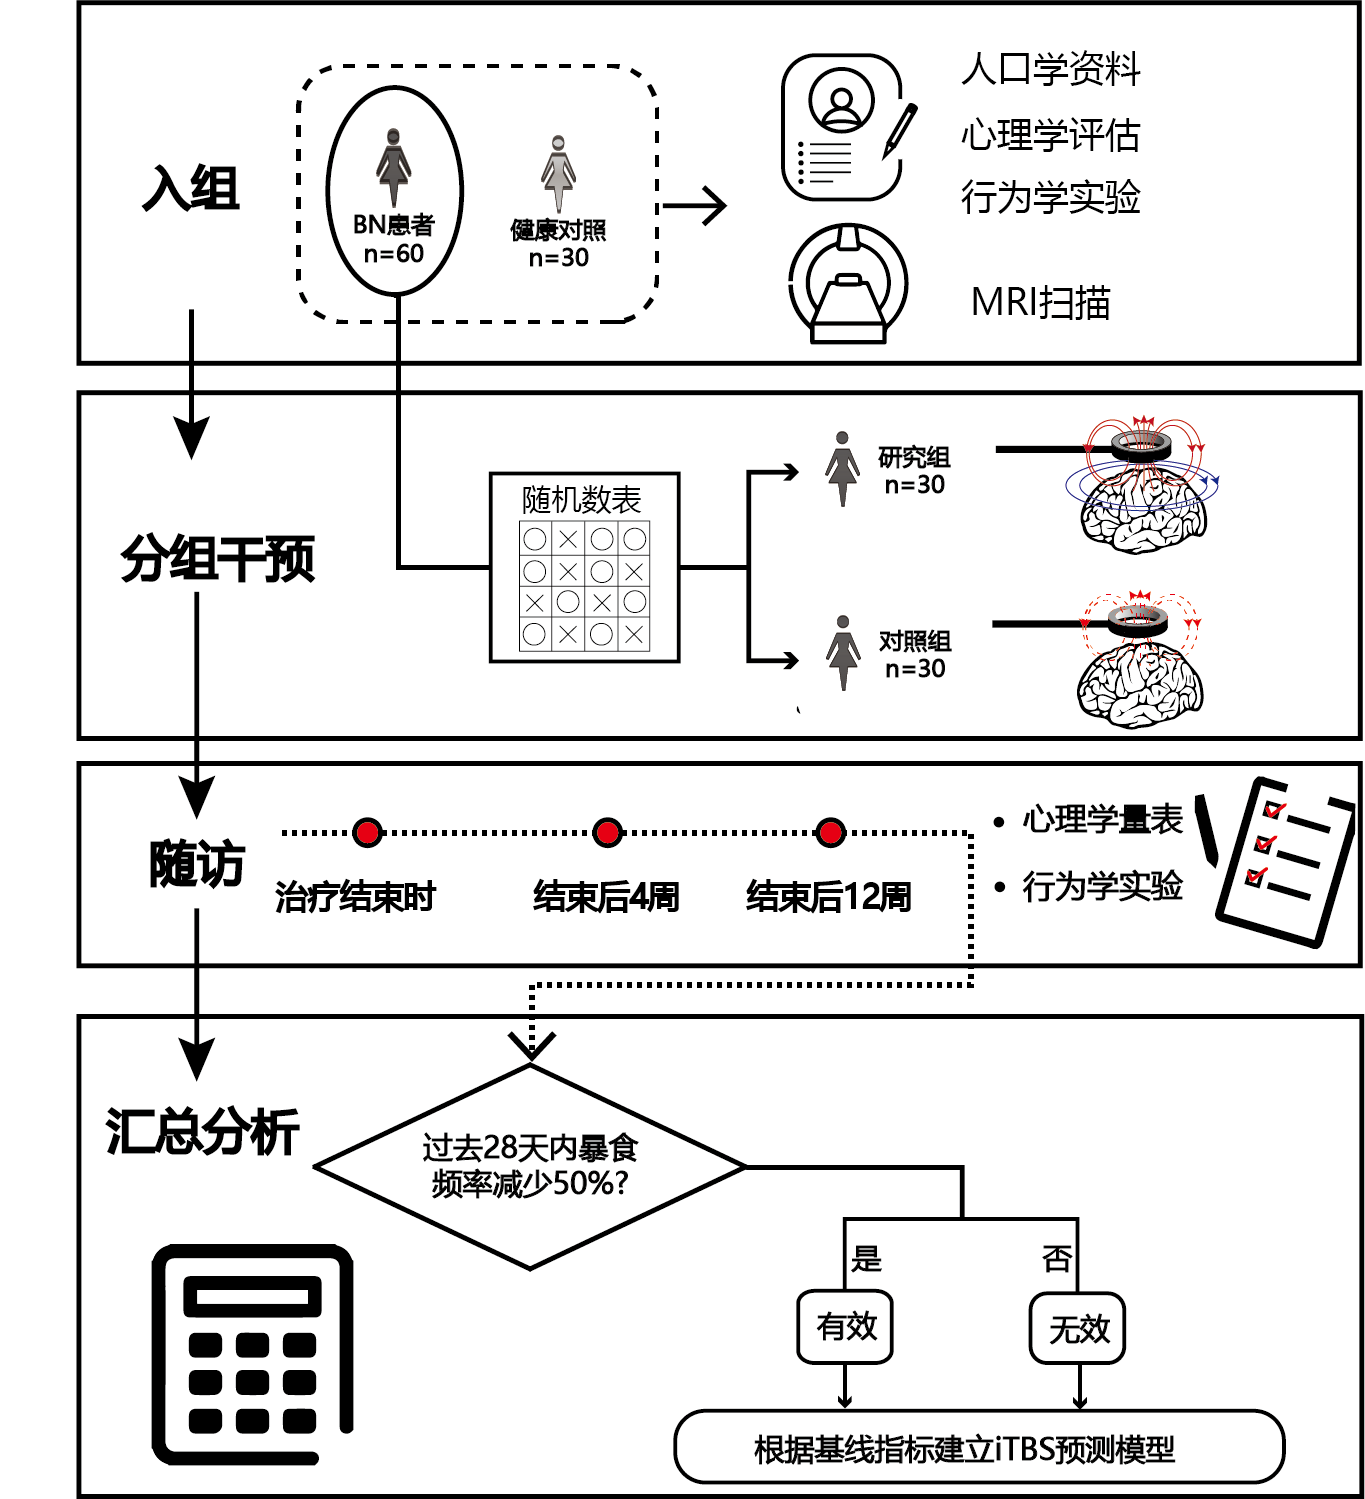 入组
BN患者
n=60
健康对照
n=30
人口学资料
心理学评估
行为学实验
MRI扫描
分组干预
随机数表
研究组
n=30
对照组
n=30
随访
治疗结束时
结束后4周
结束后12周
• 心理学量表
• 行为学实验
汇总分析
过去28天内暴食
频率减少50%?
是
否
有效
无效
根据基线指标建立iTBS预测模型